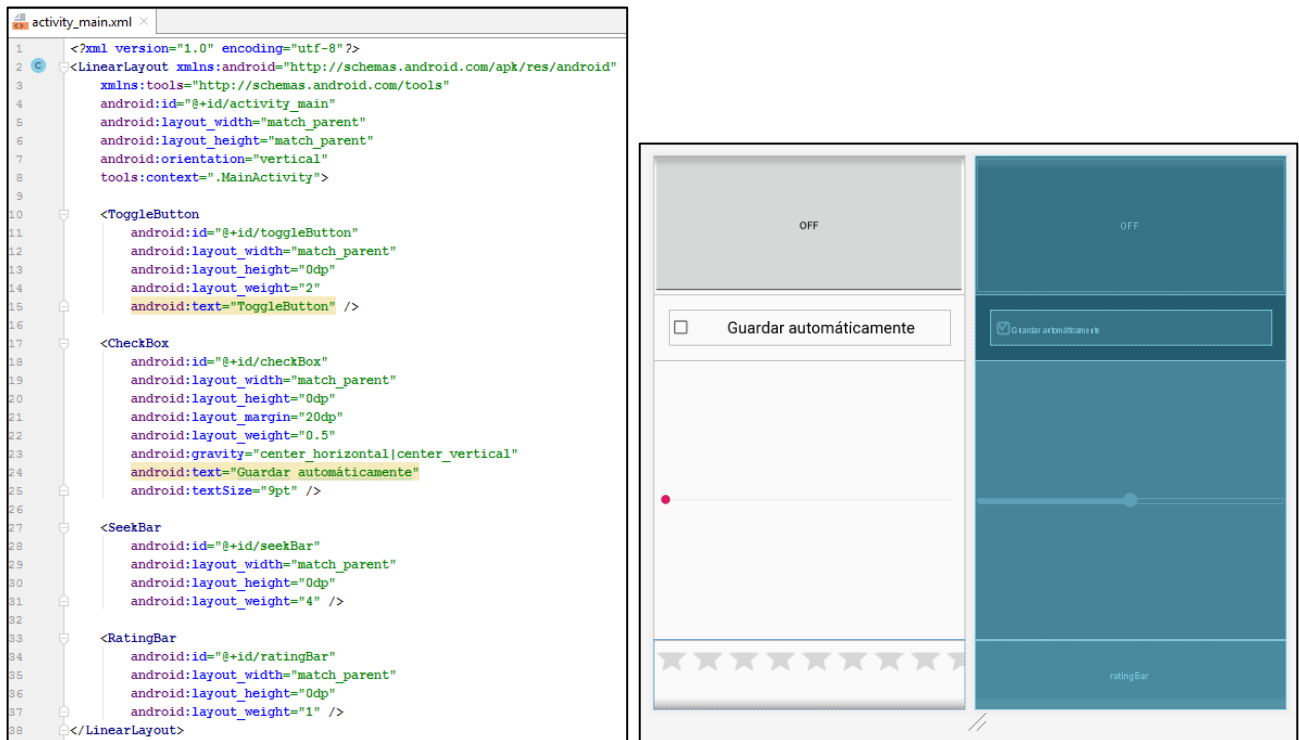 activity_main.xml
1 <?xml version="1.0" encoding="utf-8"?>
2 <LinearLayout xmlns:android="http://schemas.android.com/apk/res/android"
3 xmlns:tools="http://schemas.android.com/tools"
4 android:id="@+id/activity_main"
5 android:layout_width="match_parent"
6 android:layout_height="match_parent"
7 android:orientation="vertical"
8 tools:context=".MainActivity">
9
10 <ToggleButton
11 android:id="@+id/toggleButton"
12 android:layout_width="match_parent"
13 android:layout_height="0dp"
14 android:layout_weight="2"
15 android:text="ToggleButton" />
16
17 <CheckBox
18 android:id="@+id/checkBox"
19 android:layout_width="match_parent"
20 android:layout_height="0dp"
21 android:layout_margin="20dp"
22 android:layout_weight="0.5"
23 android:gravity="center_horizontal|center_vertical"
24 android:text="Guardar automáticamente"
25 android:textSize="9pt" />
26
27 <SeekBar
28 android:id="@+id/seekBar"
29 android:layout_width="match_parent"
30 android:layout_height="0dp"
31 android:layout_weight="4" />
32
33 <RatingBar
34 android:id="@+id/ratingBar"
35 android:layout_width="match_parent"
36 android:layout_height="0dp"
37 android:layout_weight="1" />
38 </LinearLayout>
OFF
Guardar automáticamente
OFF
Guardar automáticamente
ratingBar